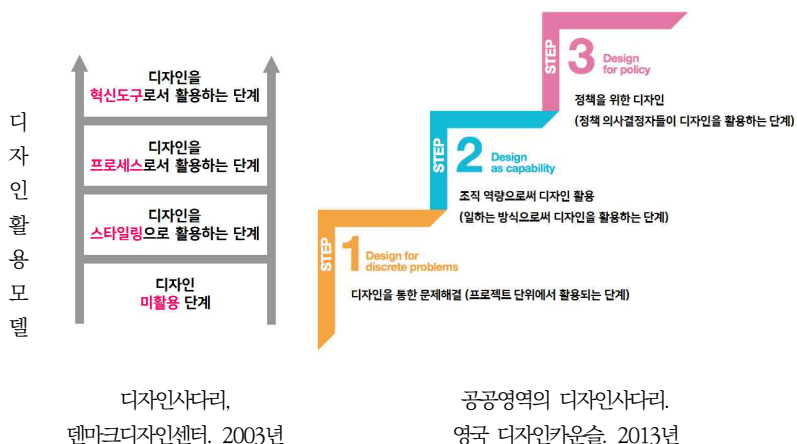 디자인활용모델
디자인을
혁신도구로서 활용하는 단계
디자인을
프로세스로서 활용하는 단계
디자인을
스타일링으로 활용하는 단계
디자인
미활용 단계
STEP
3
Design
for policy
정책을 위한 디자인
(정책 의사결정자들이 디자인을 활용하는 단계)
STEP
2
Design
as capability
조직 역량으로써 디자인 활용
(일하는 방식으로써 디자인을 활용하는 단계)
STEP
1
Design for
discrete problems
디자인을 통한 문제해결 (프로젝트 단위에서 활용되는 단계)
디자인사다리,
덴마크디자인센터. 2003년
공공영역의 디자인사다리.
영국 디자인카운슬. 2013년